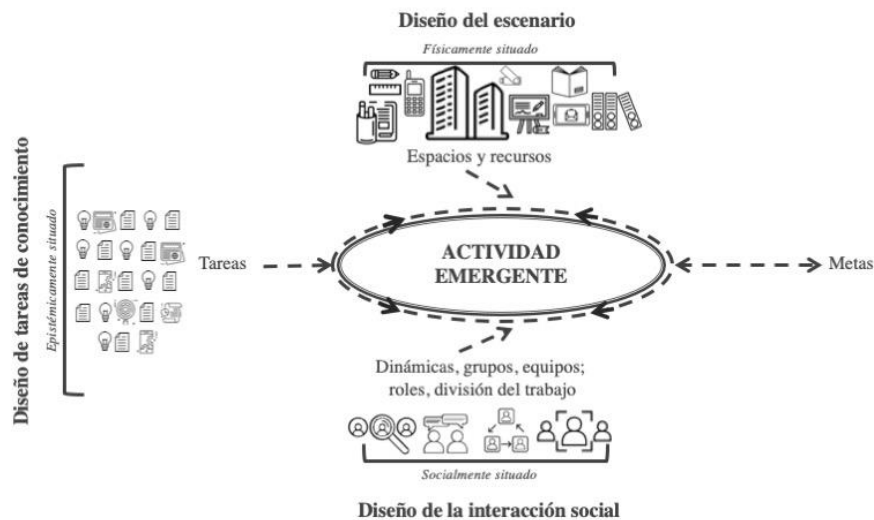 Diseño del escenario
Físicamente situado
Espacios y recursos
Diseño de tareas de conocimiento
Epistémicamente situado
Tareas
ACTIVIDAD
EMERGENTE
Metas
Dinámicas, grupos, equipos;
roles, división del trabajo
Socialmente situado
Diseño de la interacción social